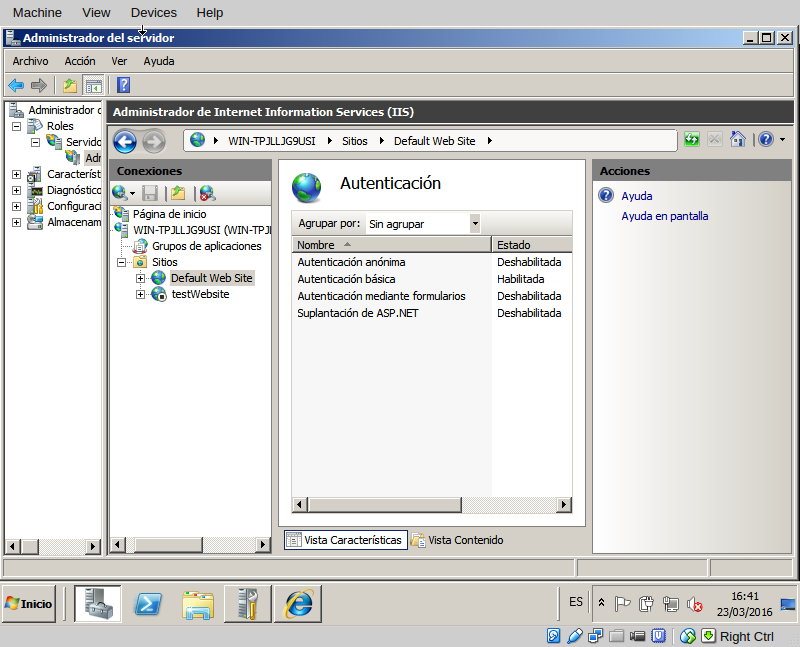 Machine View Devices Help
Administrador del servidor
Archivo Acción Ver Ayuda
Administrador d
Roles
Servido
Adr
Característ
Diagnóstico
Configuraci
Almacenam
Administrador de Internet Information Services (IIS)
WIN-TPJLLJG9USI Sitios Default Web Site
Conexiones
Página de inicio
WIN-TPJLLJG9USI (WIN-TPJ
Grupos de aplicaciones
Sitios
Default Web Site
testWebsite
Autenticación
Agrupar por: Sin agrupar
Nombre Estado
Autenticación anónima Deshabilitada
Autenticación básica Habilitada
Autenticación mediante formularios Deshabilitada
Suplantación de ASP.NET Deshabilitada
Vista Características Vista Contenido
Acciones
Ayuda
Ayuda en pantalla
Inicio
ES
16:41
23/03/2016
Right Ctrl